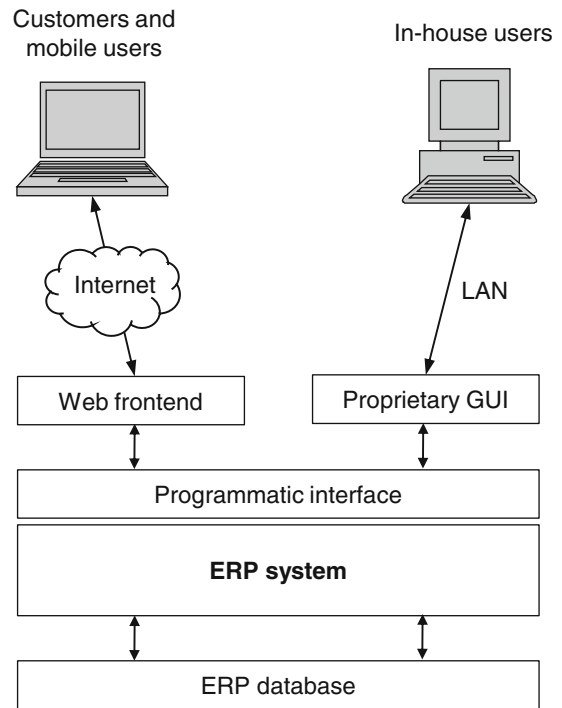 Customers and
mobile users
In-house users
Internet
LAN
Web frontend
Proprietary GUI
Programmatic interface
ERP system
ERP database